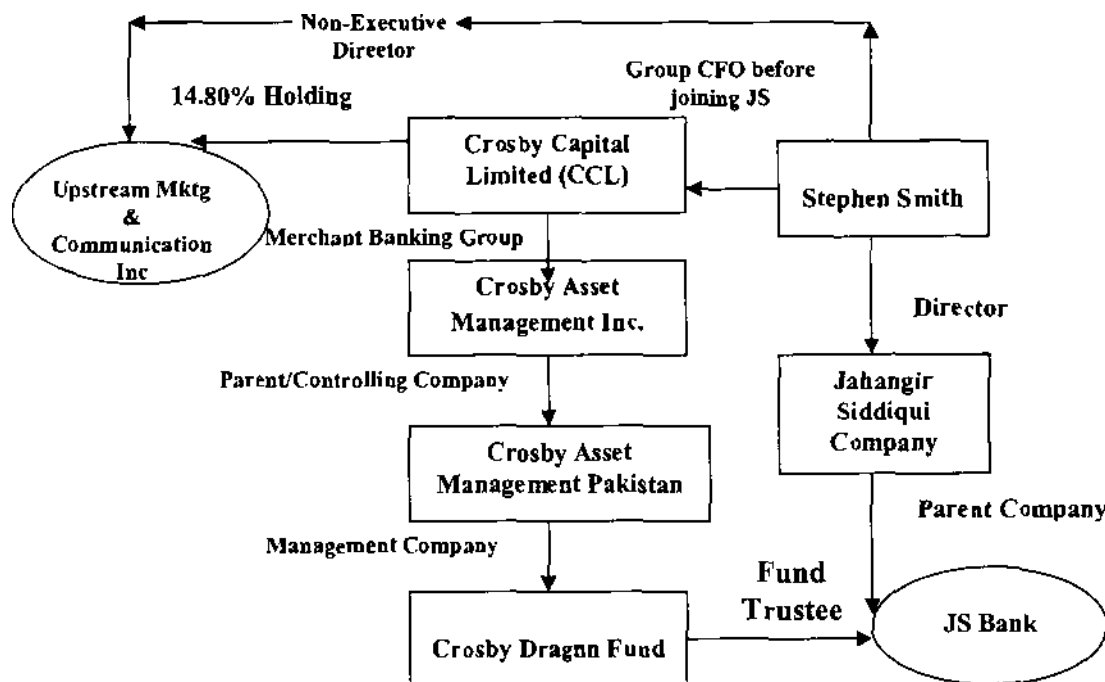 Non-Executive
Director
Group CFO before
joining JS
14.80% Holding
Crosby Capital
Limited (CCL)
Stephen Smith
Upstream Mktg
&
Communication
Inc
Merchant Banking Group
Crosby Asset
Management Inc.
Director
Parent/Controlling Company
Jahangir
Siddiqui
Company
Crosby Asset
Management Pakistan
Parent Company
Management Company
Fund
Trustee
JS Bank
Crosby Dragnn Fund